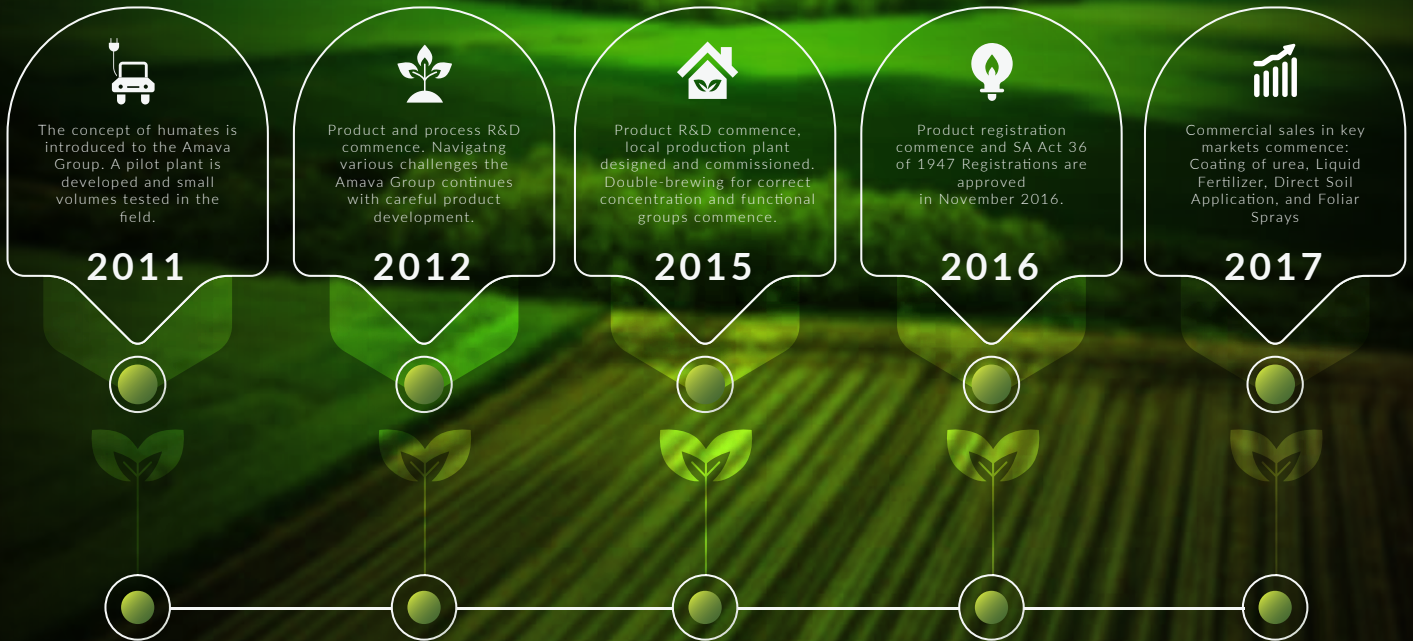 The concept of humates is
introduced to the Amava
Group. A pilot plant is
developed and small
volumes tested in the
field.
2011
Product and process R&D
commence. Navigatng
various challenges the
Amava Group continues
with careful product
development.
2012
Product R&D commence,
local production plant
designed and commissioned.
Double-brewing for correct
concentration and functional
groups commence.
2015
Product registration
commence and SA Act 36
of 1947 Registrations are
approved
in November 2016.
2016
Commercial sales in key
markets commence:
Coating of urea, Liquid
Fertilizer, Direct Soil
Application, and Foliar
Sprays
2017